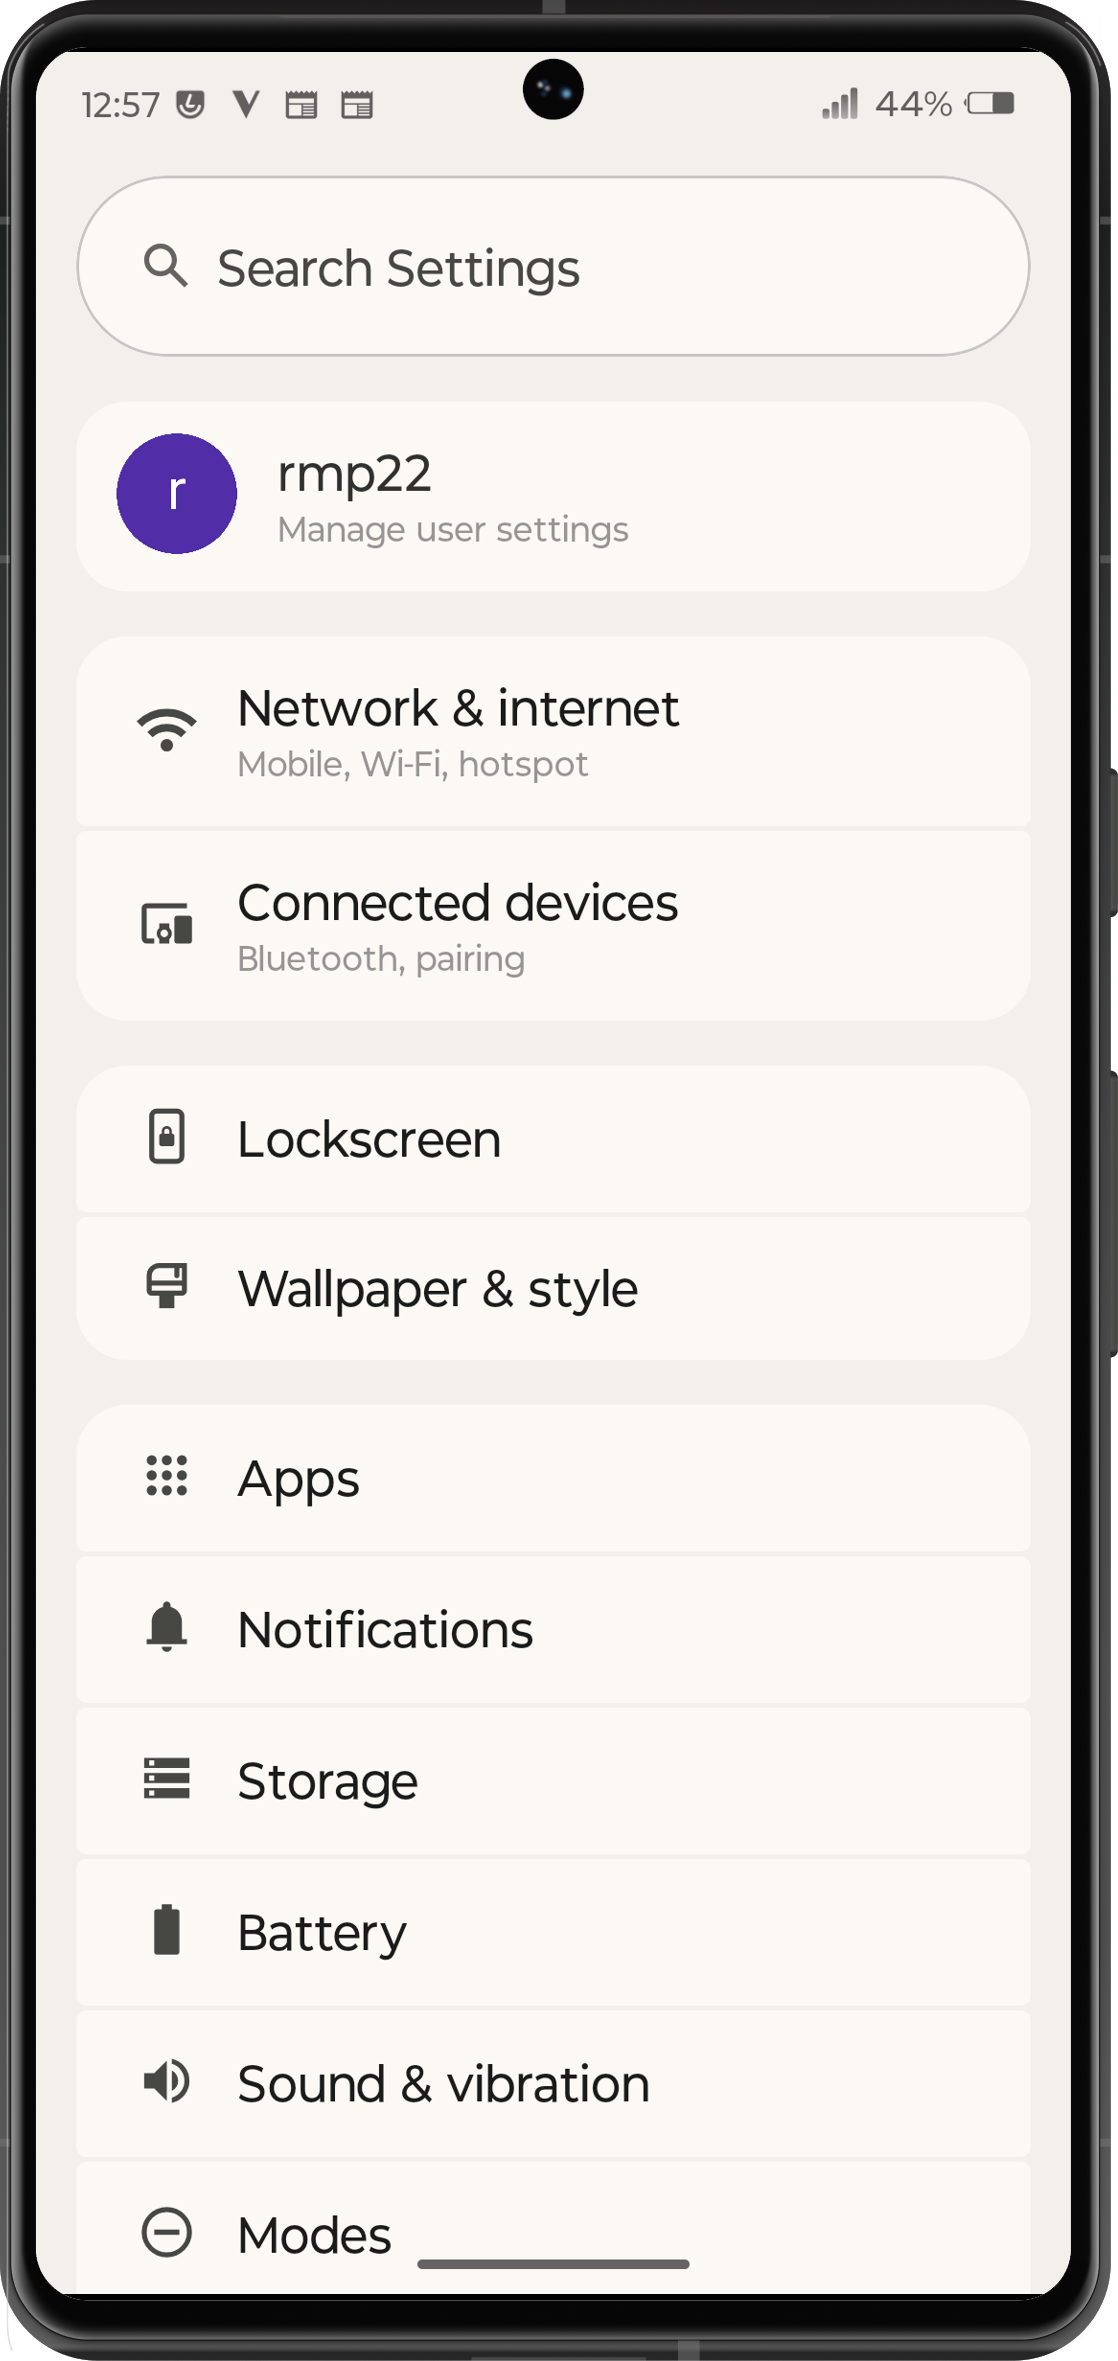 12:57
44%
Search Settings
r
rmp22
Manage user settings
Network & internet
Mobile, Wi-Fi, hotspot
Connected devices
Bluetooth, pairing
Lockscreen
Wallpaper & style
Apps
Notifications
Storage
Battery
Sound & vibration
Modes